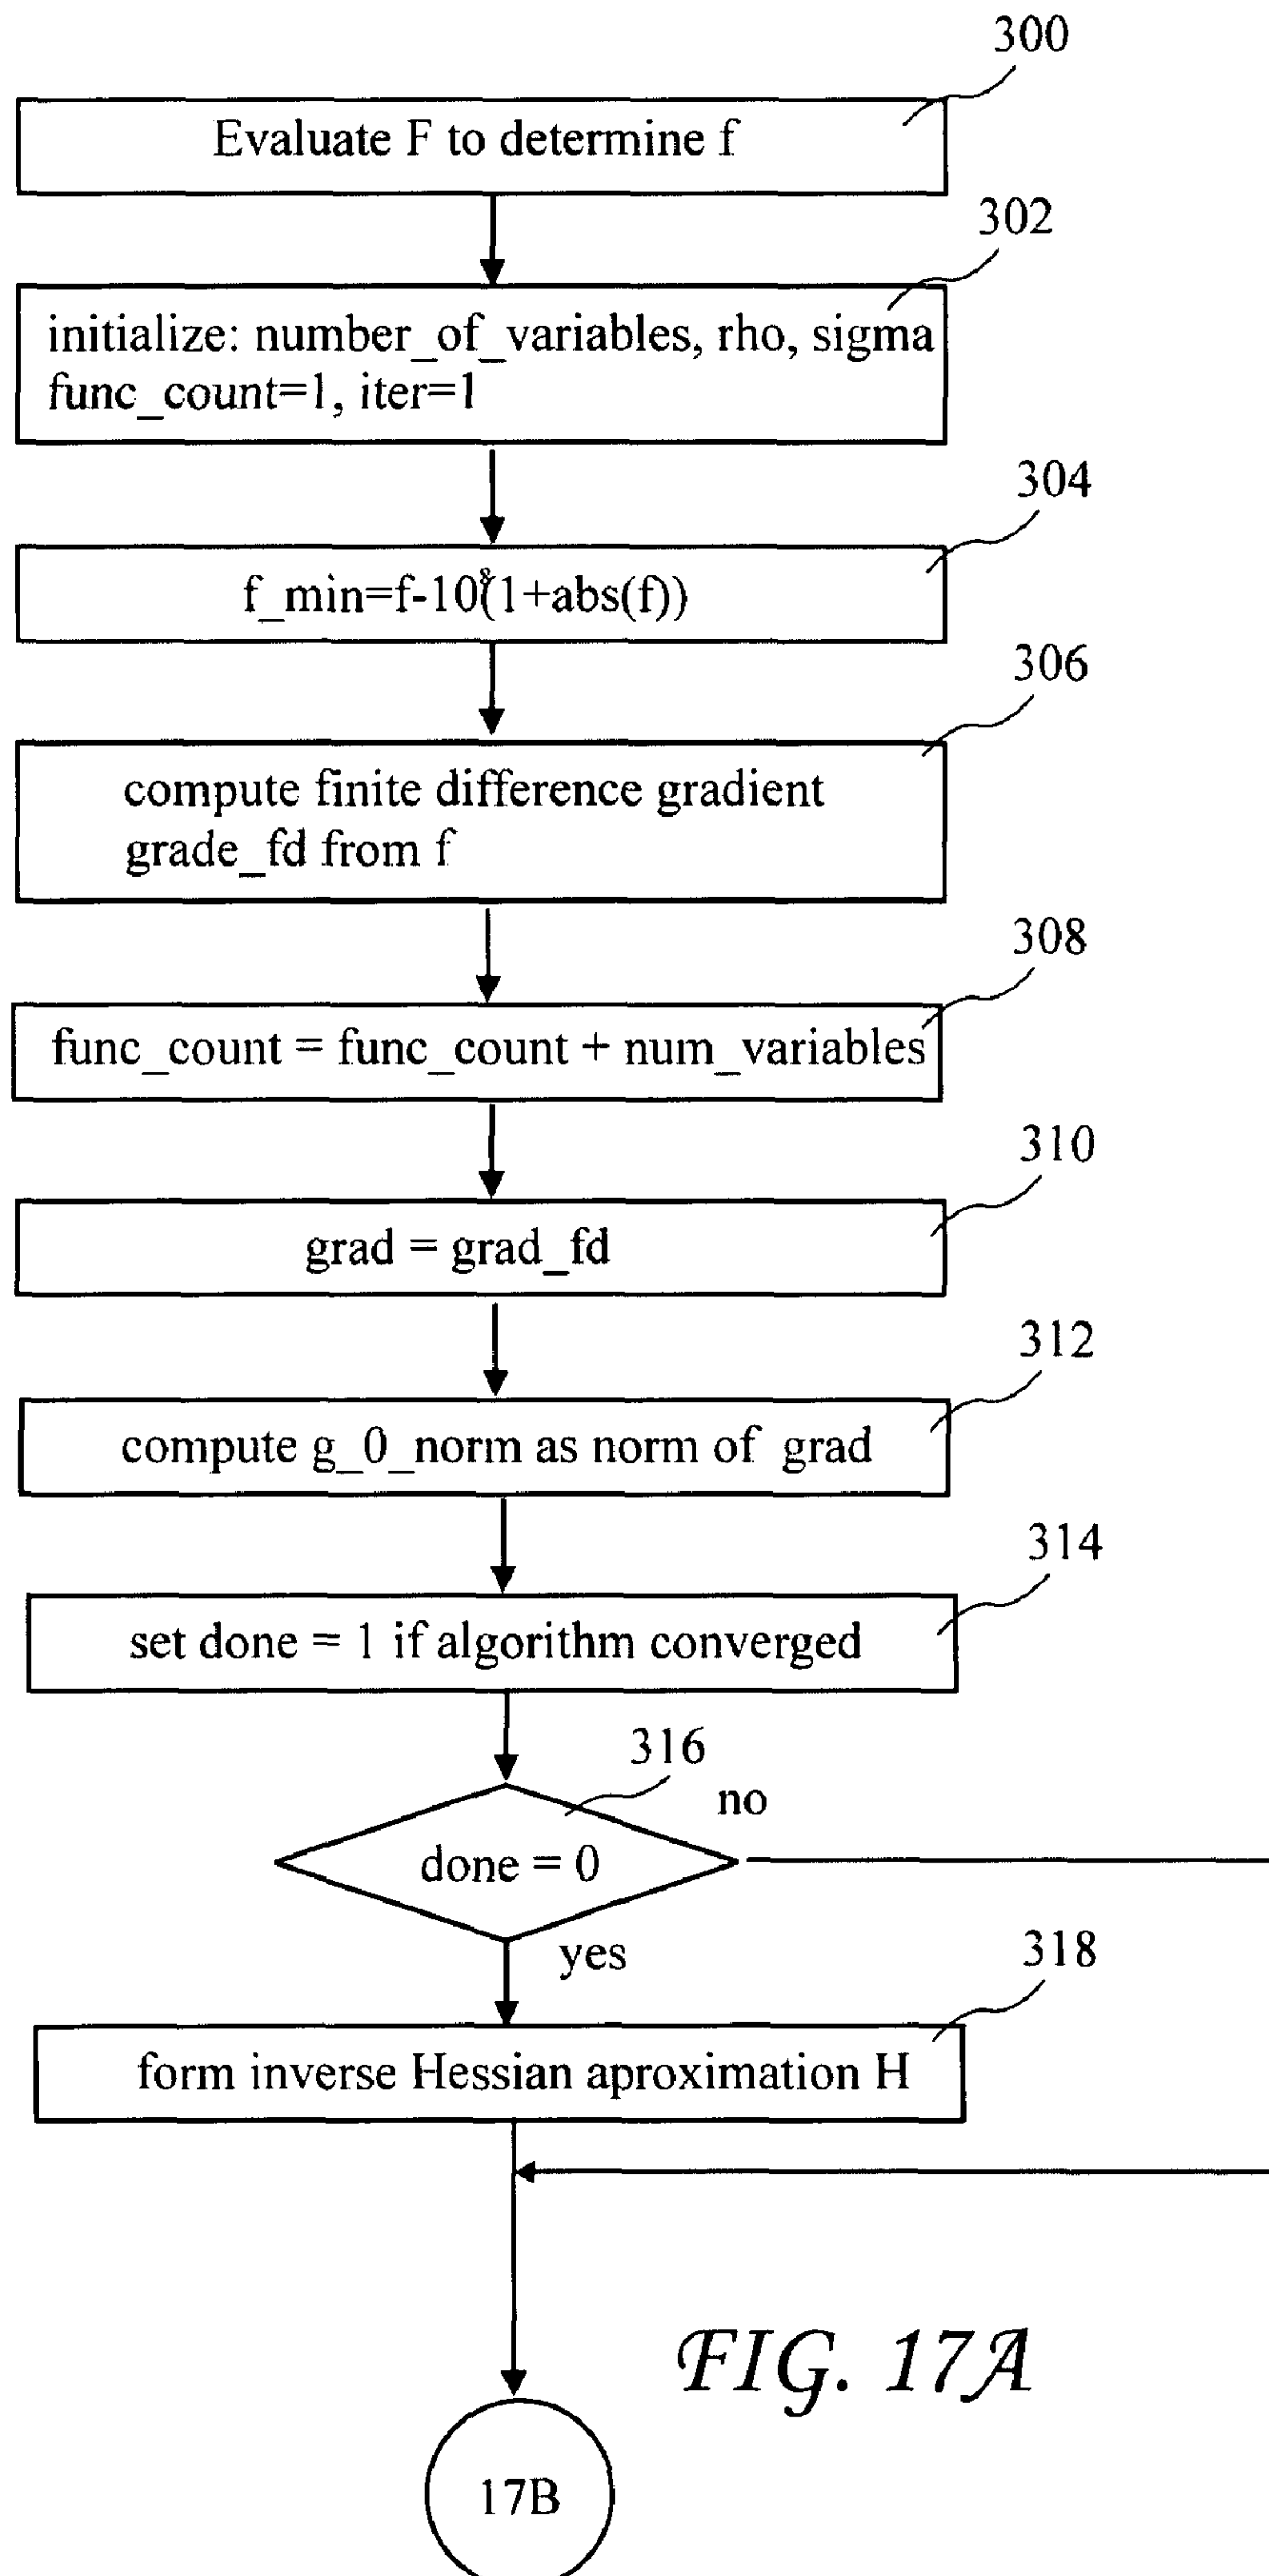 300
Evaluate F to determine f
302
initialize: number_of_variables, rho, sigma
func_count=1, iter=1
304
f_min=f-10⁸(1+abs(f))
306
compute finite difference gradient
grade_fd from f
308
func_count = func_count + num_variables
310
grad = grad_fd
312
compute g_0_norm as norm of grad
314
set done = 1 if algorithm converged
316
no
done = 0
yes
318
form inverse Hessian aproximation H
FIG. 17A
17B